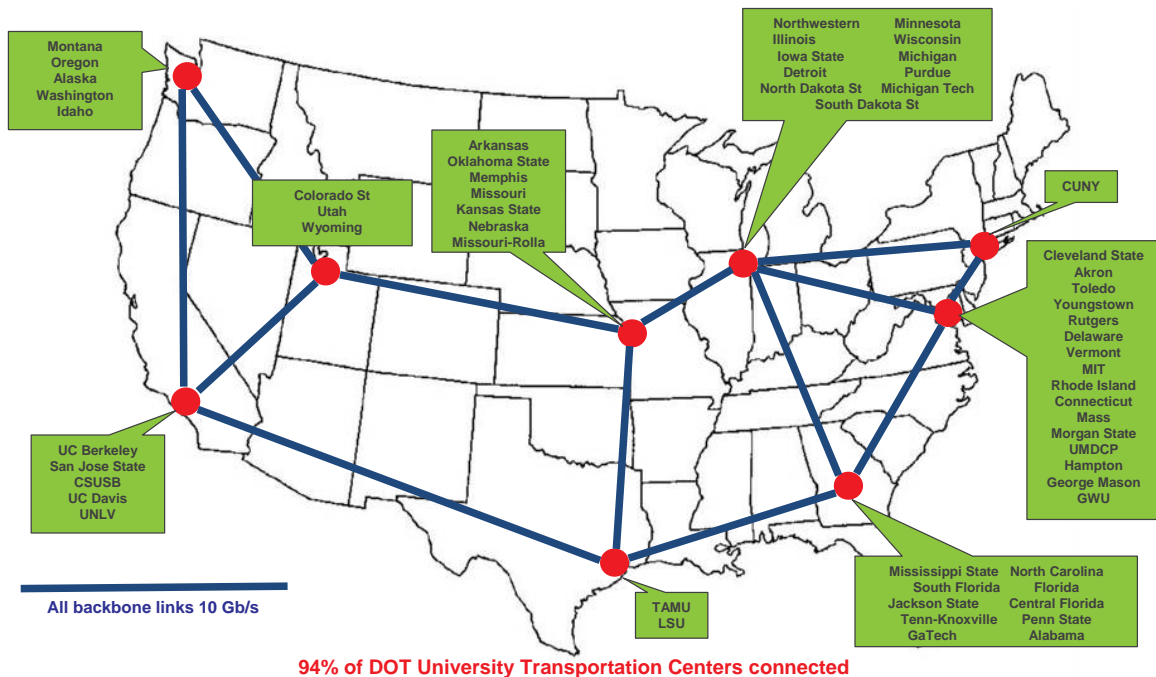 Montana
Oregon
Alaska
Washington
Idaho
Northwestern Minnesota
Illinois Wisconsin
Iowa State Michigan
Detroit Purdue
North Dakota St Michigan Tech
South Dakota St
Arkansas
Oklahoma State
Memphis
Missouri
Kansas State
Nebraska
Missouri-Rolla
Colorado St
Utah
Wyoming
CUNY
Cleveland State
Akron
Toledo
Youngstown
Rutgers
Delaware
Vermont
MIT
Rhode Island
Connecticut
Mass
Morgan State
UMDCP
Hampton
George Mason
GWU
UC Berkeley
San Jose State
CSUSB
UC Davis
UNLV
Mississippi State North Carolina
South Florida Florida
Jackson State Central Florida
Tenn-Knoxville Penn State
GaTech Alabama
TAMU
LSU
All backbone links 10 Gb/s
94% of DOT University Transportation Centers connected